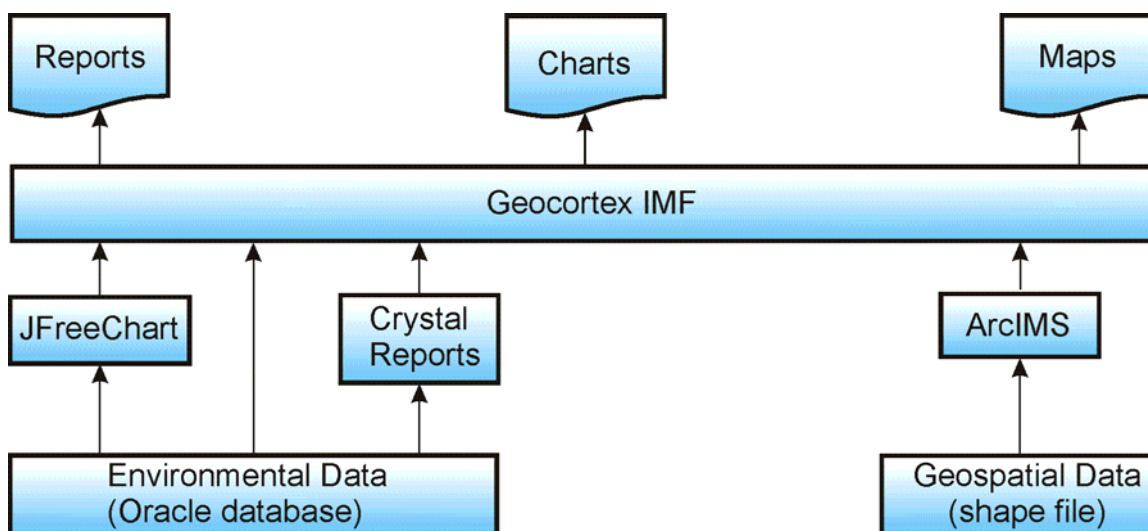 Reports
Charts
Maps
Geocortex IMF
JFreeChart
Crystal
Reports
ArcIMS
Environmental Data
(Oracle database)
Geospatial Data
(shape file)